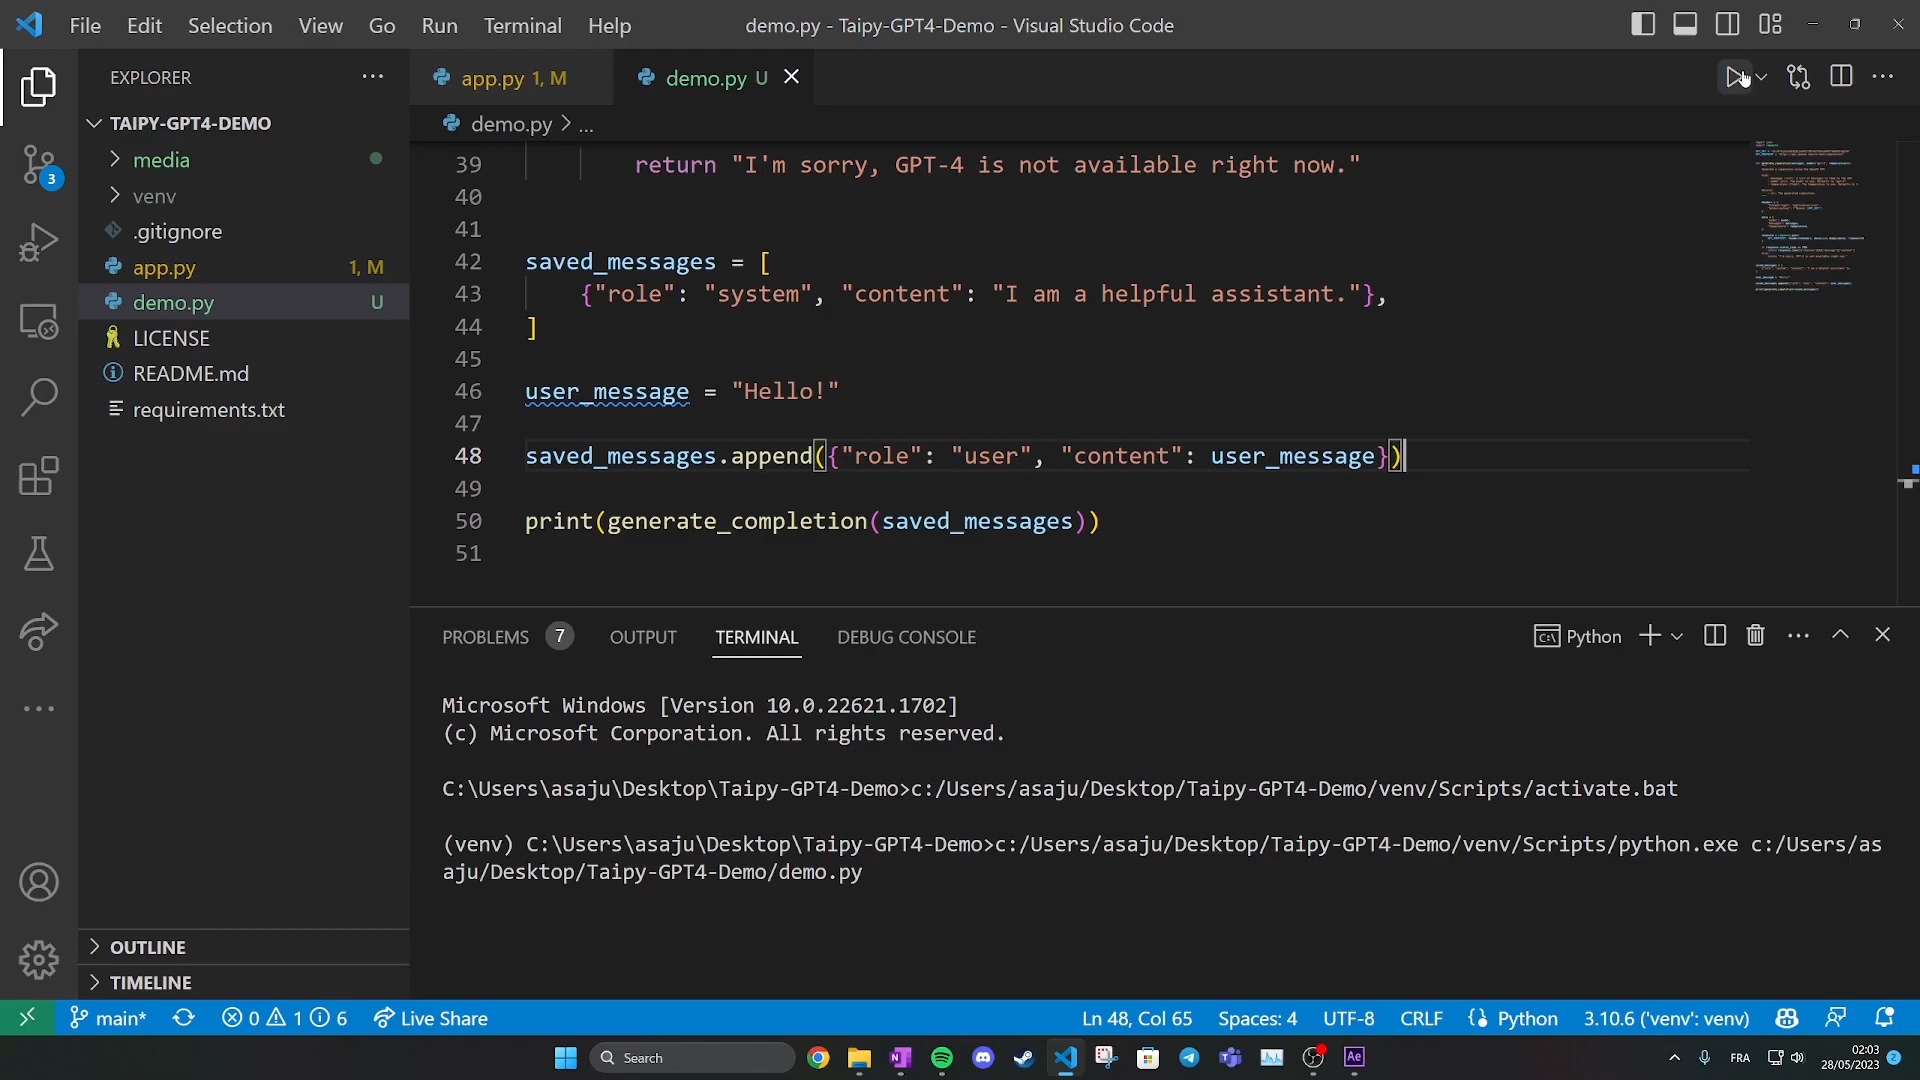 File Edit Selection View Go Run Terminal Help
demo.py - Taipy-GPT4-Demo - Visual Studio Code
EXPLORER
TAIPY-GPT4-DEMO
media
venv
.gitignore
app.py 1, M
demo.py U
LICENSE
README.md
requirements.txt
OUTLINE
TIMELINE
3
app.py 1, M
demo.py U
demo.py > ...
39 return "I'm sorry, GPT-4 is not available right now."
40
41
42 saved_messages = [
43 {"role": "system", "content": "I am a helpful assistant."},
44 ]
45
46 user_message = "Hello!"
47
48 saved_messages.append({"role": "user", "content": user_message})
49
50 print(generate_completion(saved_messages))
51
PROBLEMS 7 OUTPUT TERMINAL DEBUG CONSOLE
Python
Microsoft Windows [Version 10.0.22621.1702]
(c) Microsoft Corporation. All rights reserved.
C:\Users\asaju\Desktop\Taipy-GPT4-Demo>c:/Users/asaju/Desktop/Taipy-GPT4-Demo/venv/Scripts/activate.bat
(venv) C:\Users\asaju\Desktop\Taipy-GPT4-Demo>c:/Users/asaju/Desktop/Taipy-GPT4-Demo/venv/Scripts/python.exe c:/Users/as
aju/Desktop/Taipy-GPT4-Demo/demo.py
main* 0 1 6 Live Share
Ln 48, Col 65 Spaces: 4 UTF-8 CRLF Python 3.10.6 ('venv': venv)
Search
Ae
FRA
02:03
28/05/2023
2